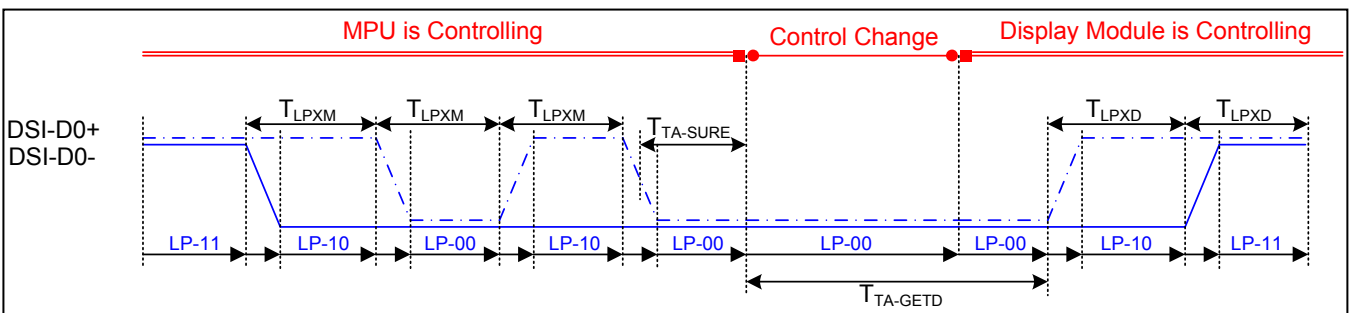 MPU is Controlling Control Change Display Module is Controlling
TLPXM TLPXM TLPXM TTA-SURE TLPXD TLPXD
DSI-D0+
DSI-D0-
LP-11 LP-10 LP-00 LP-10 LP-00 LP-00 LP-00 LP-10 LP-11
TTA-GETD